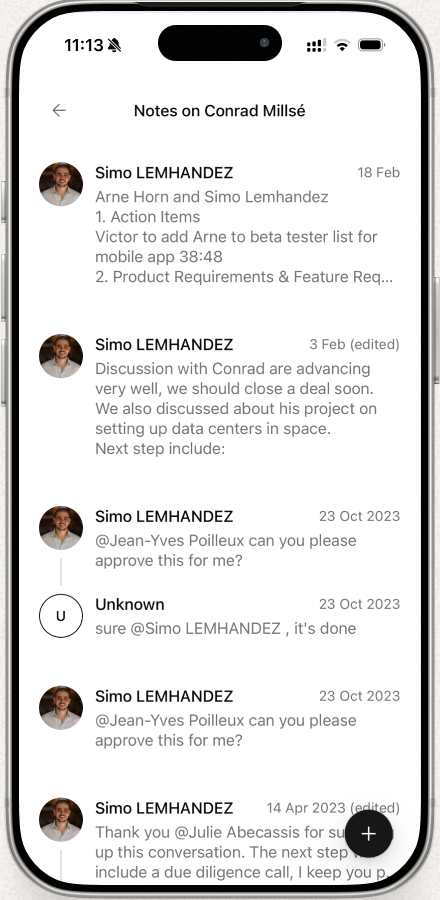 11:13
Notes on Conrad Millsé
Simo LEMHANDEZ 18 Feb
Arne Horn and Simo Lemhandez
1. Action Items
Victor to add Arne to beta tester list for
mobile app 38:48
2. Product Requirements & Feature Req...
Simo LEMHANDEZ 3 Feb (edited)
Discussion with Conrad are advancing
very well, we should close a deal soon.
We also discussed about his project on
setting up data centers in space.
Next step include:
Simo LEMHANDEZ 23 Oct 2023
@Jean-Yves Poilleux can you please
approve this for me?
U
Unknown 23 Oct 2023
sure @Simo LEMHANDEZ , it's done
Simo LEMHANDEZ 23 Oct 2023
@Jean-Yves Poilleux can you please
approve this for me?
Simo LEMHANDEZ 14 Apr 2023 (edited)
Thank you @Julie Abecassis for
up this conversation. The next step
include a due diligence call, I keep you